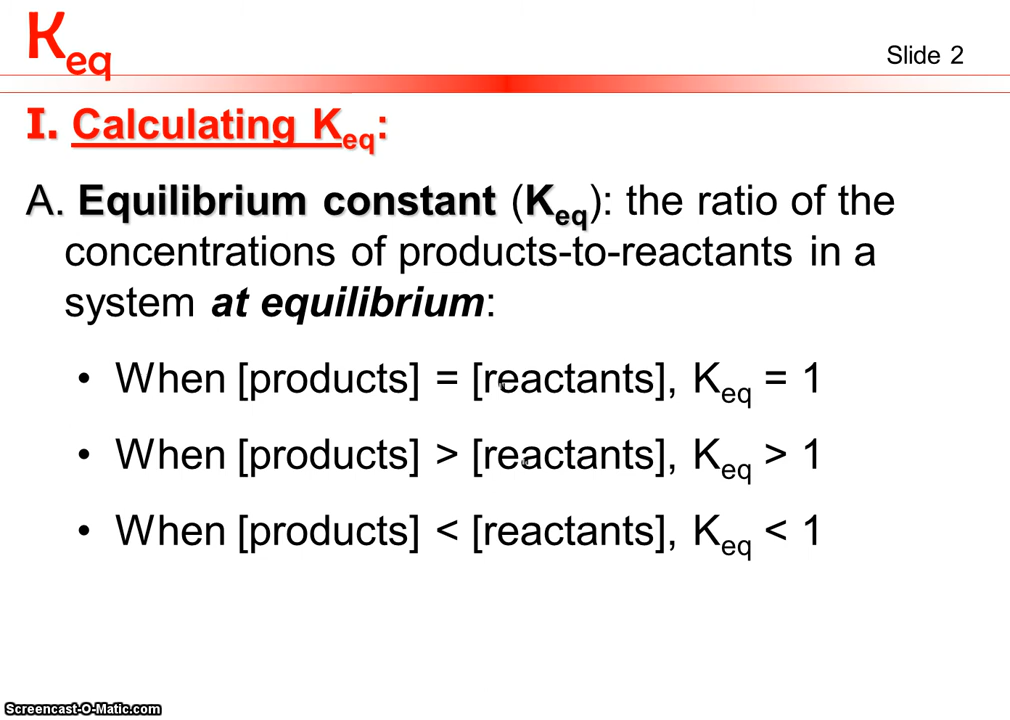 Keq
Slide 2
I. Calculating Keq:
A. Equilibrium constant (Keq): the ratio of the
concentrations of products-to-reactants in a
system at equilibrium:
• When [products] = [reactants], Keq = 1
• When [products] > [reactants], Keq > 1
• When [products] < [reactants], Keq < 1
Screencast-O-Matic.com